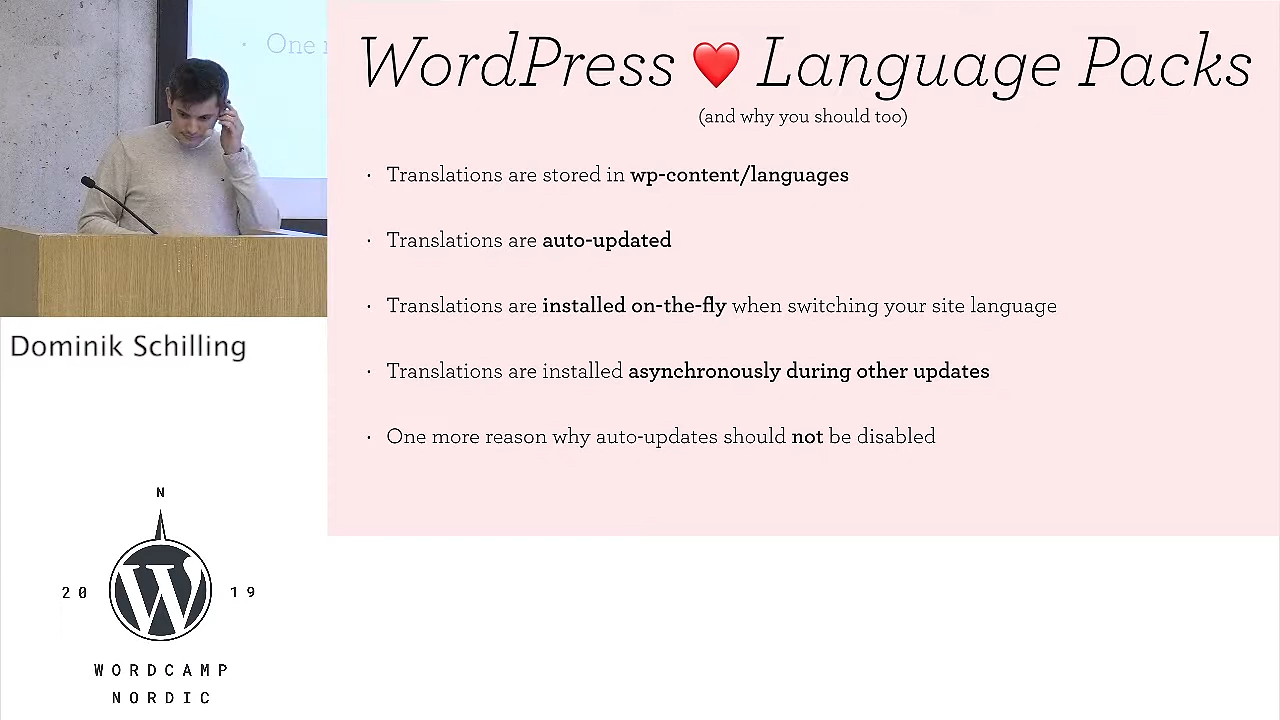 One
WordPress ❤️ Language Packs
(and why you should too)
· Translations are stored in wp-content/languages
· Translations are auto-updated
· Translations are installed on-the-fly when switching your site language
· Translations are installed asynchronously during other updates
· One more reason why auto-updates should not be disabled
Dominik Schilling
N
20 19
WORDCAMP
NORDIC